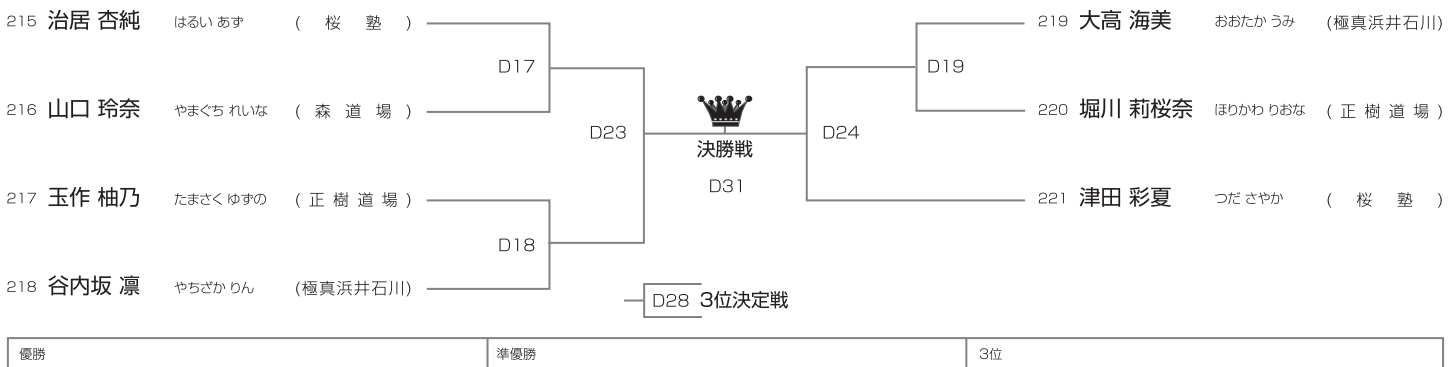 215 治居 杏純 はるい あず ( 桜 塾 )
D17
216 山口 玲奈 やまぐち れいな ( 森 道 場 )
D23
217 玉作 柚乃 たまさく ゆずの ( 正 樹 道 場 )
D18
218 谷内坂 凛 やちざか りん (極真浜井石川)
決勝戦
D31
219 大高 海美 おおたか うみ (極真浜井石川)
D19
220 堀川 莉桜奈 ほりかわ りおな ( 正 樹 道 場 )
D24
221 津田 彩夏 つだ さやか ( 桜 塾 )
D28 3位決定戦
優勝 準優勝 3位